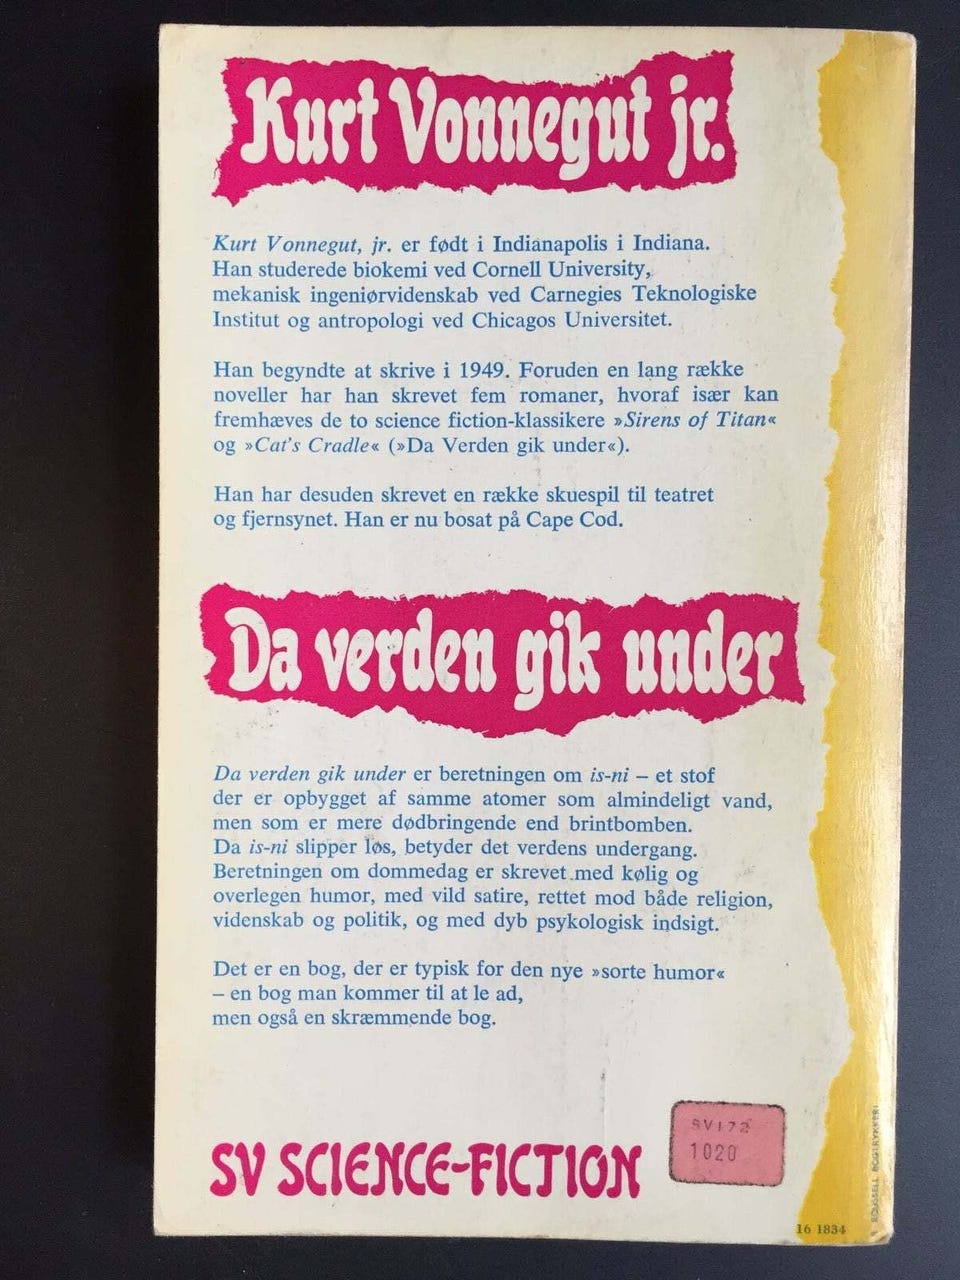 Kurt Vonnegut jr.
Kurt Vonnegut, jr. er født i Indianapolis i Indiana.
Han studerede biokemi ved Cornell University,
mekanisk ingeniørvidenskab ved Carnegies Teknologiske
Institut og antropologi ved Chicagos Universitet.
Han begyndte at skrive i 1949. Foruden en lang række
noveller har han skrevet fem romaner, hvoraf især kan
fremhæves de to science fiction-klassikere »Sirens of Titan«
og »Cat's Cradle« (»Da Verden gik under«).
Han har desuden skrevet en række skuespil til teatret
og fjernsynet. Han er nu bosat på Cape Cod.
Da verden gik under
Da verden gik under er beretningen om is-ni – et stof
der er opbygget af samme atomer som almindeligt vand,
men som er mere dødbringende end brintbomben.
Da is-ni slipper løs, betyder det verdens undergang.
Beretningen om dommedag er skrevet med kølig og
overlegen humor, med vild satire, rettet mod både religion,
videnskab og politik, og med dyb psykologisk indsigt.
Det er en bog, der er typisk for den nye »sorte humor«
– en bog man kommer til at le ad,
men også en skræmmende bog.
SV SCIENCE-FICTION
SV172
1020
16 1834